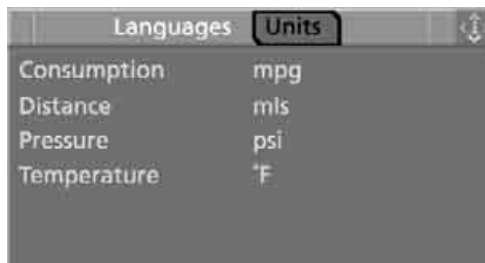 Languages Units
Consumption mpg
Distance mls
Pressure psi
Temperature °F